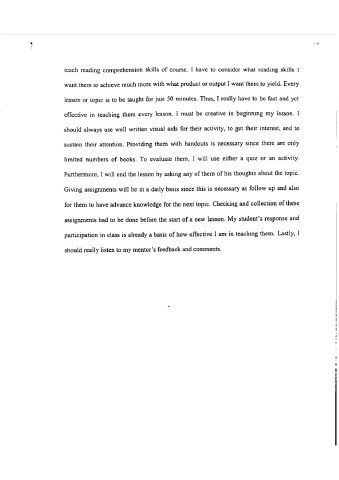 teach reading comprehension skills of course. I have to consider what reading skills I
want them to achieve much more with what product or output I want them to yield. Every
lesson or topic is to be taught for just 50 minutes. Thus, I really have to be fast and yet
effective in teaching them every lesson. I must be creative in beginning my lesson. I
should always use well written visual aids for their activity, to get their interest, and to
sustain their attention. Providing them with handouts is necessary since there are only
limited numbers of books. To evaluate them, I will use either a quiz or an activity.
Furthermore, I will end the lesson by asking any of them of his thoughts about the topic.
Giving assignments will be in a daily basis since this is necessary as follow up and also
for them to have advance knowledge for the next topic. Checking and collection of these
assignments had to be done before the start of a new lesson. My student's response and
participation in class is already a basis of how effective I am in teaching them. Lastly, I
should really listen to my mentor's feedback and comments.